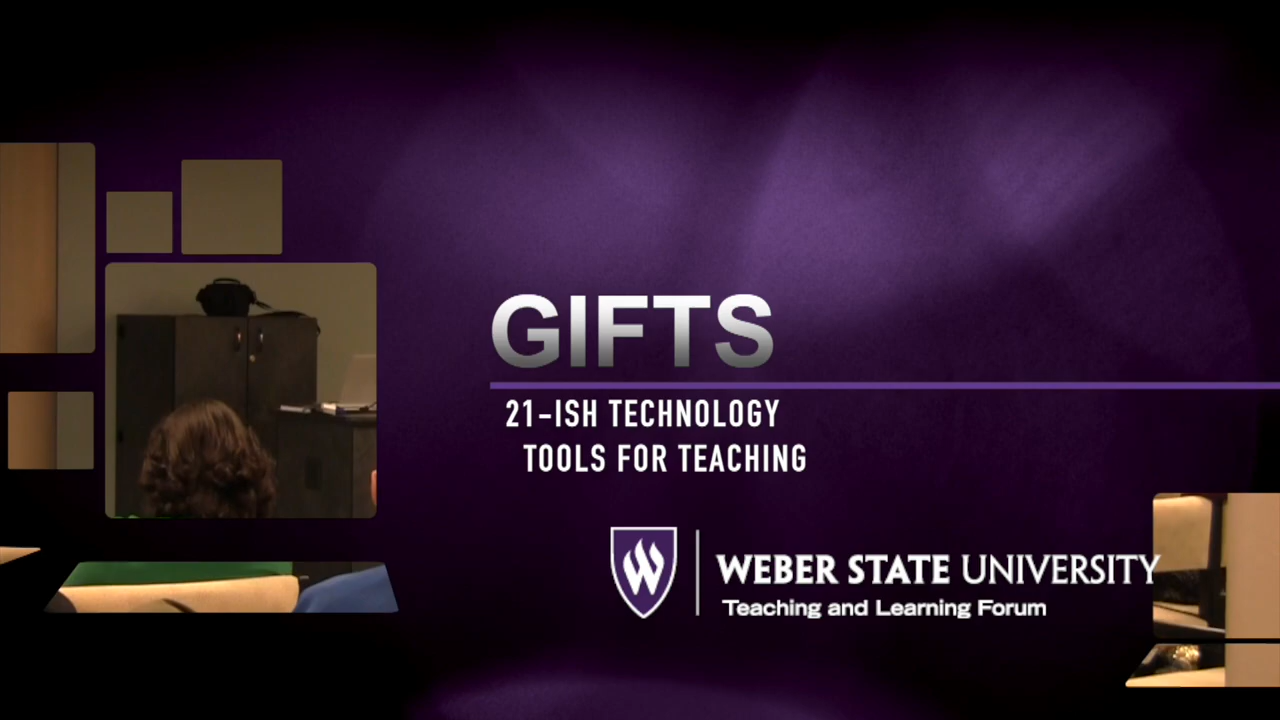 GIFTS
21-ISH TECHNOLOGY
TOOLS FOR TEACHING
W
WEBER STATE UNIVERSITY
Teaching and Learning Forum